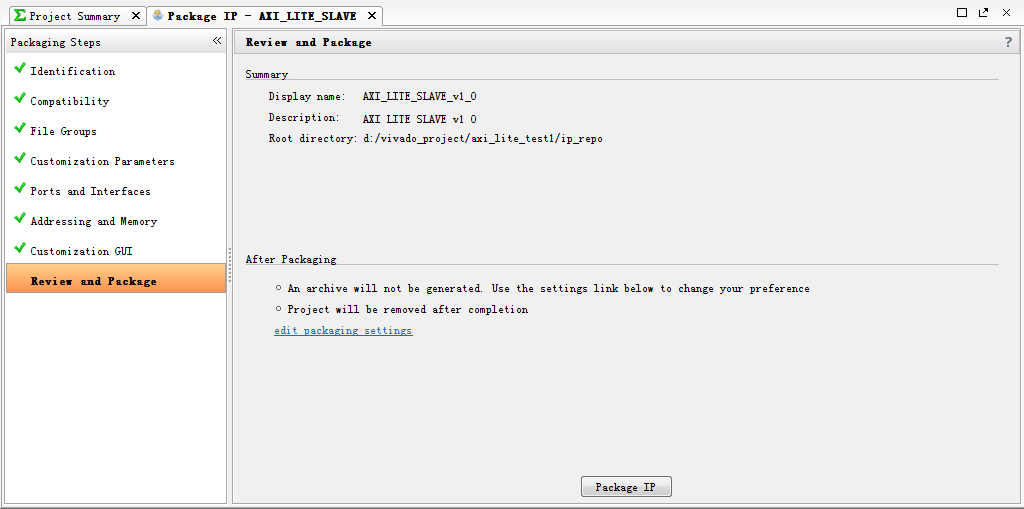 Project Summary
Package IP - AXI_LITE_SLAVE
Packaging Steps
Identification
Compatibility
File Groups
Customization Parameters
Ports and Interfaces
Addressing and Memory
Customization GUI
Review and Package
Review and Package
?
Summary
Display name: AXI_LITE_SLAVE_v1_0
Description: AXI LITE SLAVE v1 0
Root directory: d:/vivado_project/axi_lite_test1/ip_repo
After Packaging
An archive will not be generated. Use the settings link below to change your preference
Project will be removed after completion
edit packaging settings
Package IP